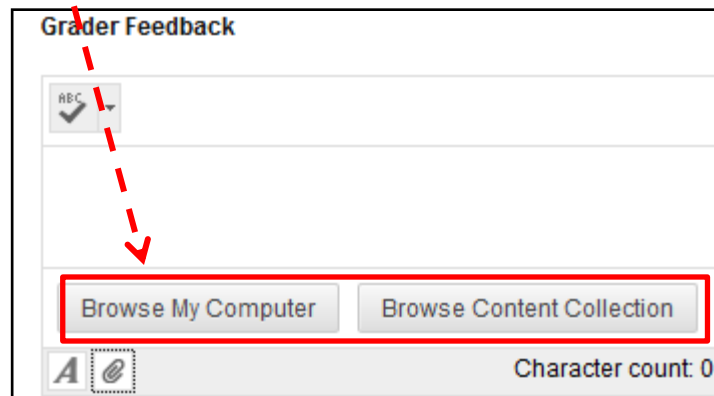 Grader Feedback
ABC
Browse My Computer Browse Content Collection
A Character count: 0